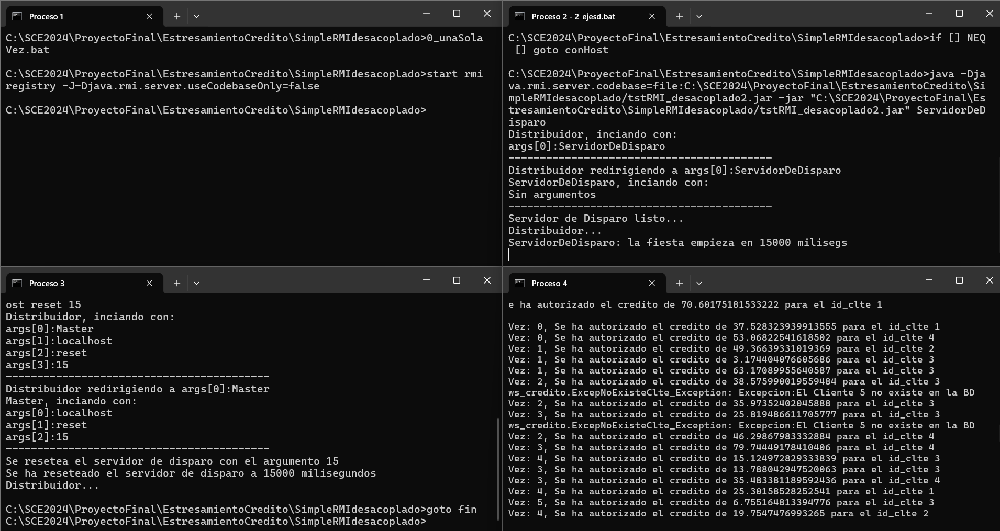 Proceso 1
C:\SCE2024\ProyectoFinal\EstresamientoCredito\SimpleRMIdesacoplado>0_unaSola
Vez.bat
C:\SCE2024\ProyectoFinal\EstresamientoCredito\SimpleRMIdesacoplado>start rmi
registry -J-Djava.rmi.server.useCodebaseOnly=false
C:\SCE2024\ProyectoFinal\EstresamientoCredito\SimpleRMIdesacoplado>
Proceso 2 - 2_ejesd.bat
C:\SCE2024\ProyectoFinal\EstresamientoCredito\SimpleRMIdesacoplado>if [] NEQ
[] goto conHost
C:\SCE2024\ProyectoFinal\EstresamientoCredito\SimpleRMIdesacoplado>java -Dja
va.rmi.server.codebase=file:C:\SCE2024\ProyectoFinal\EstresamientoCredito\Si
mpleRMIdesacoplado/tstRMI_desacoplado2.jar -jar "C:\SCE2024\ProyectoFinal\Es
tresamientoCredito\SimpleRMIdesacoplado/tstRMI_desacoplado2.jar" ServidorDeD
isparo
Distribuidor, inciando con:
args[0]:ServidorDeDisparo
------------------------------------------
Distribuidor redirigiendo a args[0]:ServidorDeDisparo
ServidorDeDisparo, inciando con:
Sin argumentos
------------------------------------------
Servidor de Disparo listo...
Distribuidor...
ServidorDeDisparo: la fiesta empieza en 15000 milisegs
Proceso 3
ost reset 15
Distribuidor, inciando con:
args[0]:Master
args[1]:localhost
args[2]:reset
args[3]:15
------------------------------------------
Distribuidor redirigiendo a args[0]:Master
Master, inciando con:
args[0]:localhost
args[1]:reset
args[2]:15
------------------------------------------
Se resetea el servidor de disparo con el argumento 15
Se ha reseteado el servidor de disparo a 15000 milisegundos
Distribuidor...
C:\SCE2024\ProyectoFinal\EstresamientoCredito\SimpleRMIdesacoplado>goto fin
C:\SCE2024\ProyectoFinal\EstresamientoCredito\SimpleRMIdesacoplado>
Proceso 4
e ha autorizado el credito de 70.60175181533222 para el id_clte 1
Vez: 0, Se ha autorizado el credito de 37.528323939913555 para el id_clte 1
Vez: 0, Se ha autorizado el credito de 53.06822541618502 para el id_clte 4
Vez: 1, Se ha autorizado el credito de 49.36639331019369 para el id_clte 2
Vez: 1, Se ha autorizado el credito de 3.174404076605686 para el id_clte 3
Vez: 1, Se ha autorizado el credito de 63.17089955640587 para el id_clte 3
Vez: 2, Se ha autorizado el credito de 38.575990019559484 para el id_clte 3
ws_credito.ExcepNoExisteClte_Exception: Excepcion:El Cliente 5 no existe en la BD
Vez: 2, Se ha autorizado el credito de 35.97352402045888 para el id_clte 3
Vez: 3, Se ha autorizado el credito de 25.819486611705777 para el id_clte 3
ws_credito.ExcepNoExisteClte_Exception: Excepcion:El Cliente 5 no existe en la BD
Vez: 2, Se ha autorizado el credito de 46.29867983332884 para el id_clte 4
Vez: 3, Se ha autorizado el credito de 79.74449178410406 para el id_clte 4
Vez: 4, Se ha autorizado el credito de 15.124972829333839 para el id_clte 3
Vez: 3, Se ha autorizado el credito de 13.788042947520063 para el id_clte 3
Vez: 3, Se ha autorizado el credito de 35.483381189592436 para el id_clte 4
Vez: 4, Se ha autorizado el credito de 25.30158528252541 para el id_clte 1
Vez: 5, Se ha autorizado el credito de 6.755164813394776 para el id_clte 3
Vez: 4, Se ha autorizado el credito de 19.7547476993265 para el id_clte 2